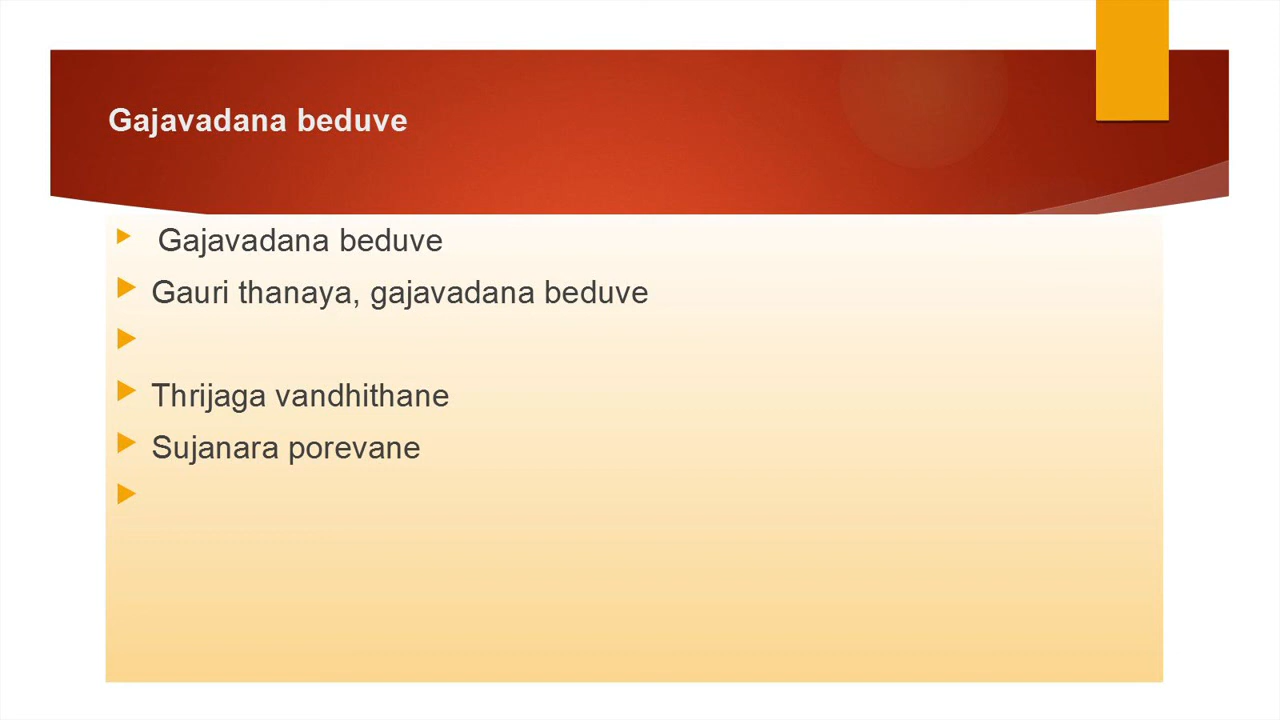 Gajavadana beduve
Gajavadana beduve
Gauri thanaya, gajavadana beduve
Thrijaga vandhithane
Sujanara porevane